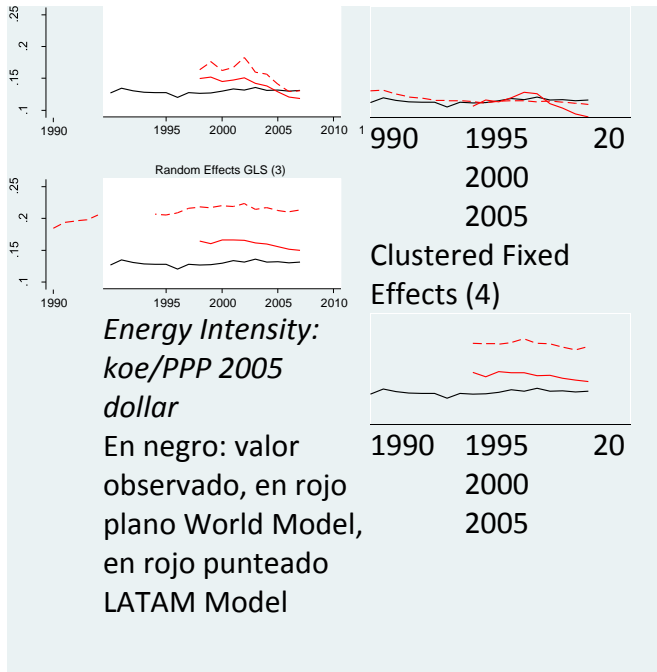 .25
.2
.15
.1
1990 1995 2000 2005 2010
1
990 1995 20
2000
2005
Random Effects GLS (3)
.25
.2
.15
.1
1990 1995 2000 2005 2010
Clustered Fixed
Effects (4)
Energy Intensity:
koe/PPP 2005
dollar
En negro: valor
observado, en rojo
plano World Model,
en rojo punteado
LATAM Model
1990 1995 20
2000
2005